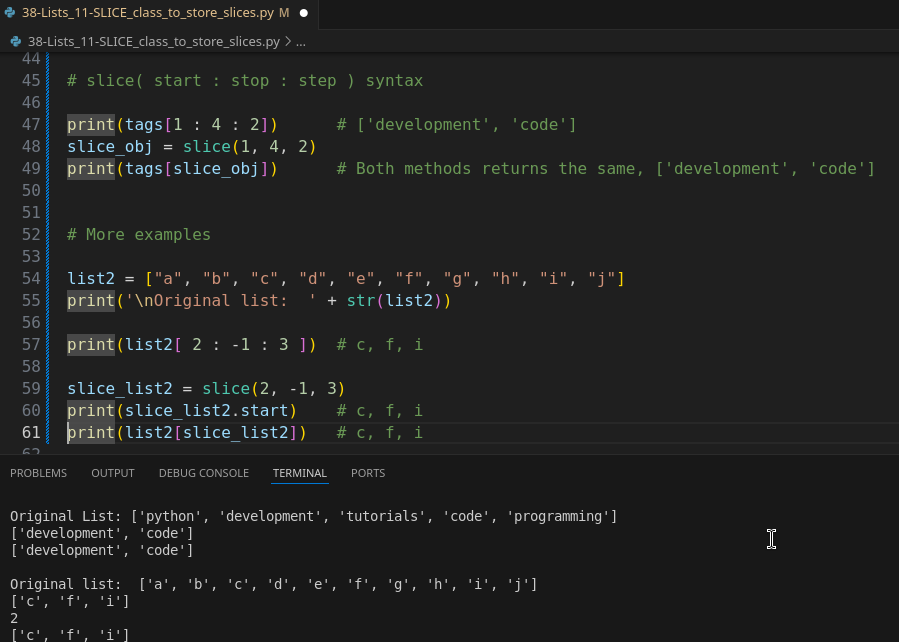 38-Lists_11-SLICE_class_to_store_slices.py M
38-Lists_11-SLICE_class_to_store_slices.py > ...
44
45 # slice( start : stop : step ) syntax
46
47 print(tags[1 : 4 : 2])      # ['development', 'code']
48 slice_obj = slice(1, 4, 2)
49 print(tags[slice_obj])      # Both methods returns the same, ['development', 'code']
50
51
52 # More examples
53
54 list2 = ["a", "b", "c", "d", "e", "f", "g", "h", "i", "j"]
55 print('\nOriginal list:  ' + str(list2))
56
57 print(list2[ 2 : -1 : 3 ])  # c, f, i
58
59 slice_list2 = slice(2, -1, 3)
60 print(slice_list2.start)    # c, f, i
61 print(list2[slice_list2])   # c, f, i
62
PROBLEMS OUTPUT DEBUG CONSOLE TERMINAL PORTS
Original List: ['python', 'development', 'tutorials', 'code', 'programming']
['development', 'code']
['development', 'code']
Original list:  ['a', 'b', 'c', 'd', 'e', 'f', 'g', 'h', 'i', 'j']
['c', 'f', 'i']
2
['c', 'f', 'i']